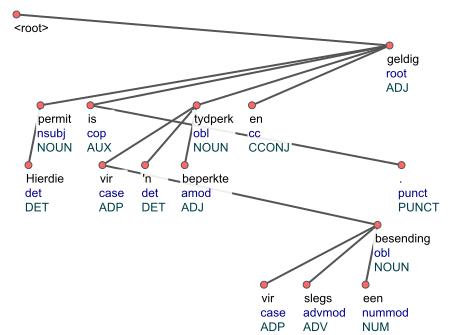 <root>
geldig
root
ADJ
permit is tydperk en
nsubj cop obl cc
NOUN AUX NOUN CCONJ
Hierdie vir 'n beperkte .
det case det amod punct
DET ADP DET ADJ PUNCT
besending
obl
NOUN
vir slegs een
case advmod nummod
ADP ADV NUM